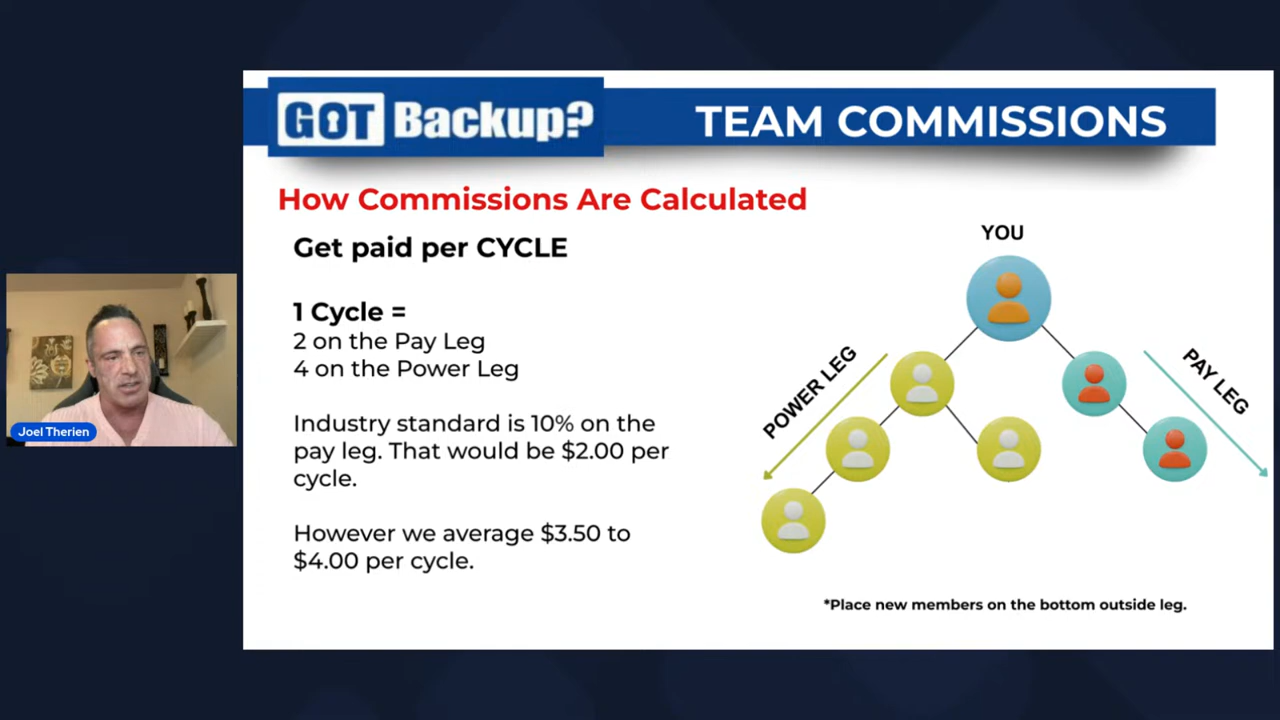 GOT Backup?
TEAM COMMISSIONS
How Commissions Are Calculated
Get paid per CYCLE
1 Cycle =
2 on the Pay Leg
4 on the Power Leg
Industry standard is 10% on the
pay leg. That would be $2.00 per
cycle.
However we average $3.50 to
$4.00 per cycle.
YOU
POWER LEG
PAY LEG
*Place new members on the bottom outside leg.
Joel Therien